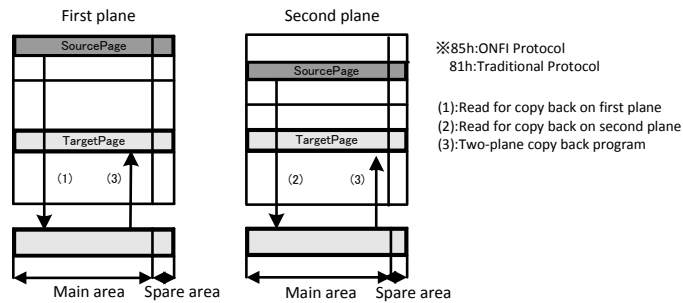 First plane
Second plane
SourcePage
SourcePage
※85h:ONFI Protocol
81h:Traditional Protocol
(1):Read for copy back on first plane
(2):Read for copy back on second plane
(3):Two-plane copy back program
TargetPage
TargetPage
(1) (3)
(2) (3)
Main area Spare area
Main area Spare area